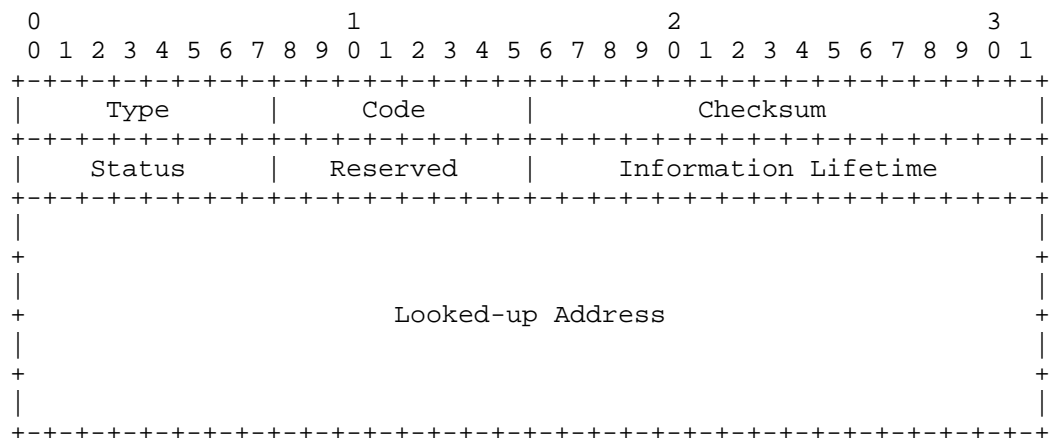 0                   1                   2                   3
0 1 2 3 4 5 6 7 8 9 0 1 2 3 4 5 6 7 8 9 0 1 2 3 4 5 6 7 8 9 0 1
+-+-+-+-+-+-+-+-+-+-+-+-+-+-+-+-+-+-+-+-+-+-+-+-+-+-+-+-+-+-+-+-+
|     Type      |     Code      |          Checksum             |
+-+-+-+-+-+-+-+-+-+-+-+-+-+-+-+-+-+-+-+-+-+-+-+-+-+-+-+-+-+-+-+-+
|    Status     |   Reserved    |     Information Lifetime      |
+-+-+-+-+-+-+-+-+-+-+-+-+-+-+-+-+-+-+-+-+-+-+-+-+-+-+-+-+-+-+-+-+
|                                                               |
+                                                               +
|                                                               |
+                       Looked-up Address                       +
|                                                               |
+                                                               +
|                                                               |
+-+-+-+-+-+-+-+-+-+-+-+-+-+-+-+-+-+-+-+-+-+-+-+-+-+-+-+-+-+-+-+-+